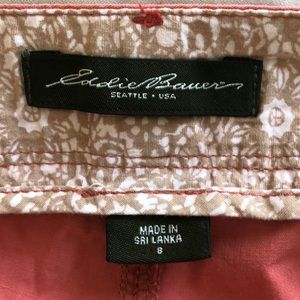 Eddie Bauer
SEATTLE • USA
MADE IN
SRI LANKA
8